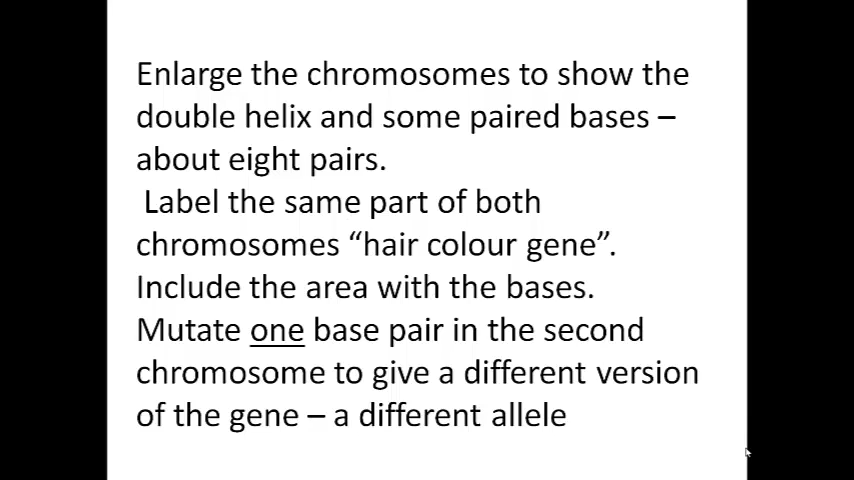 Enlarge the chromosomes to show the
double helix and some paired bases –
about eight pairs.
Label the same part of both
chromosomes “hair colour gene”.
Include the area with the bases.
Mutate one base pair in the second
chromosome to give a different version
of the gene – a different allele